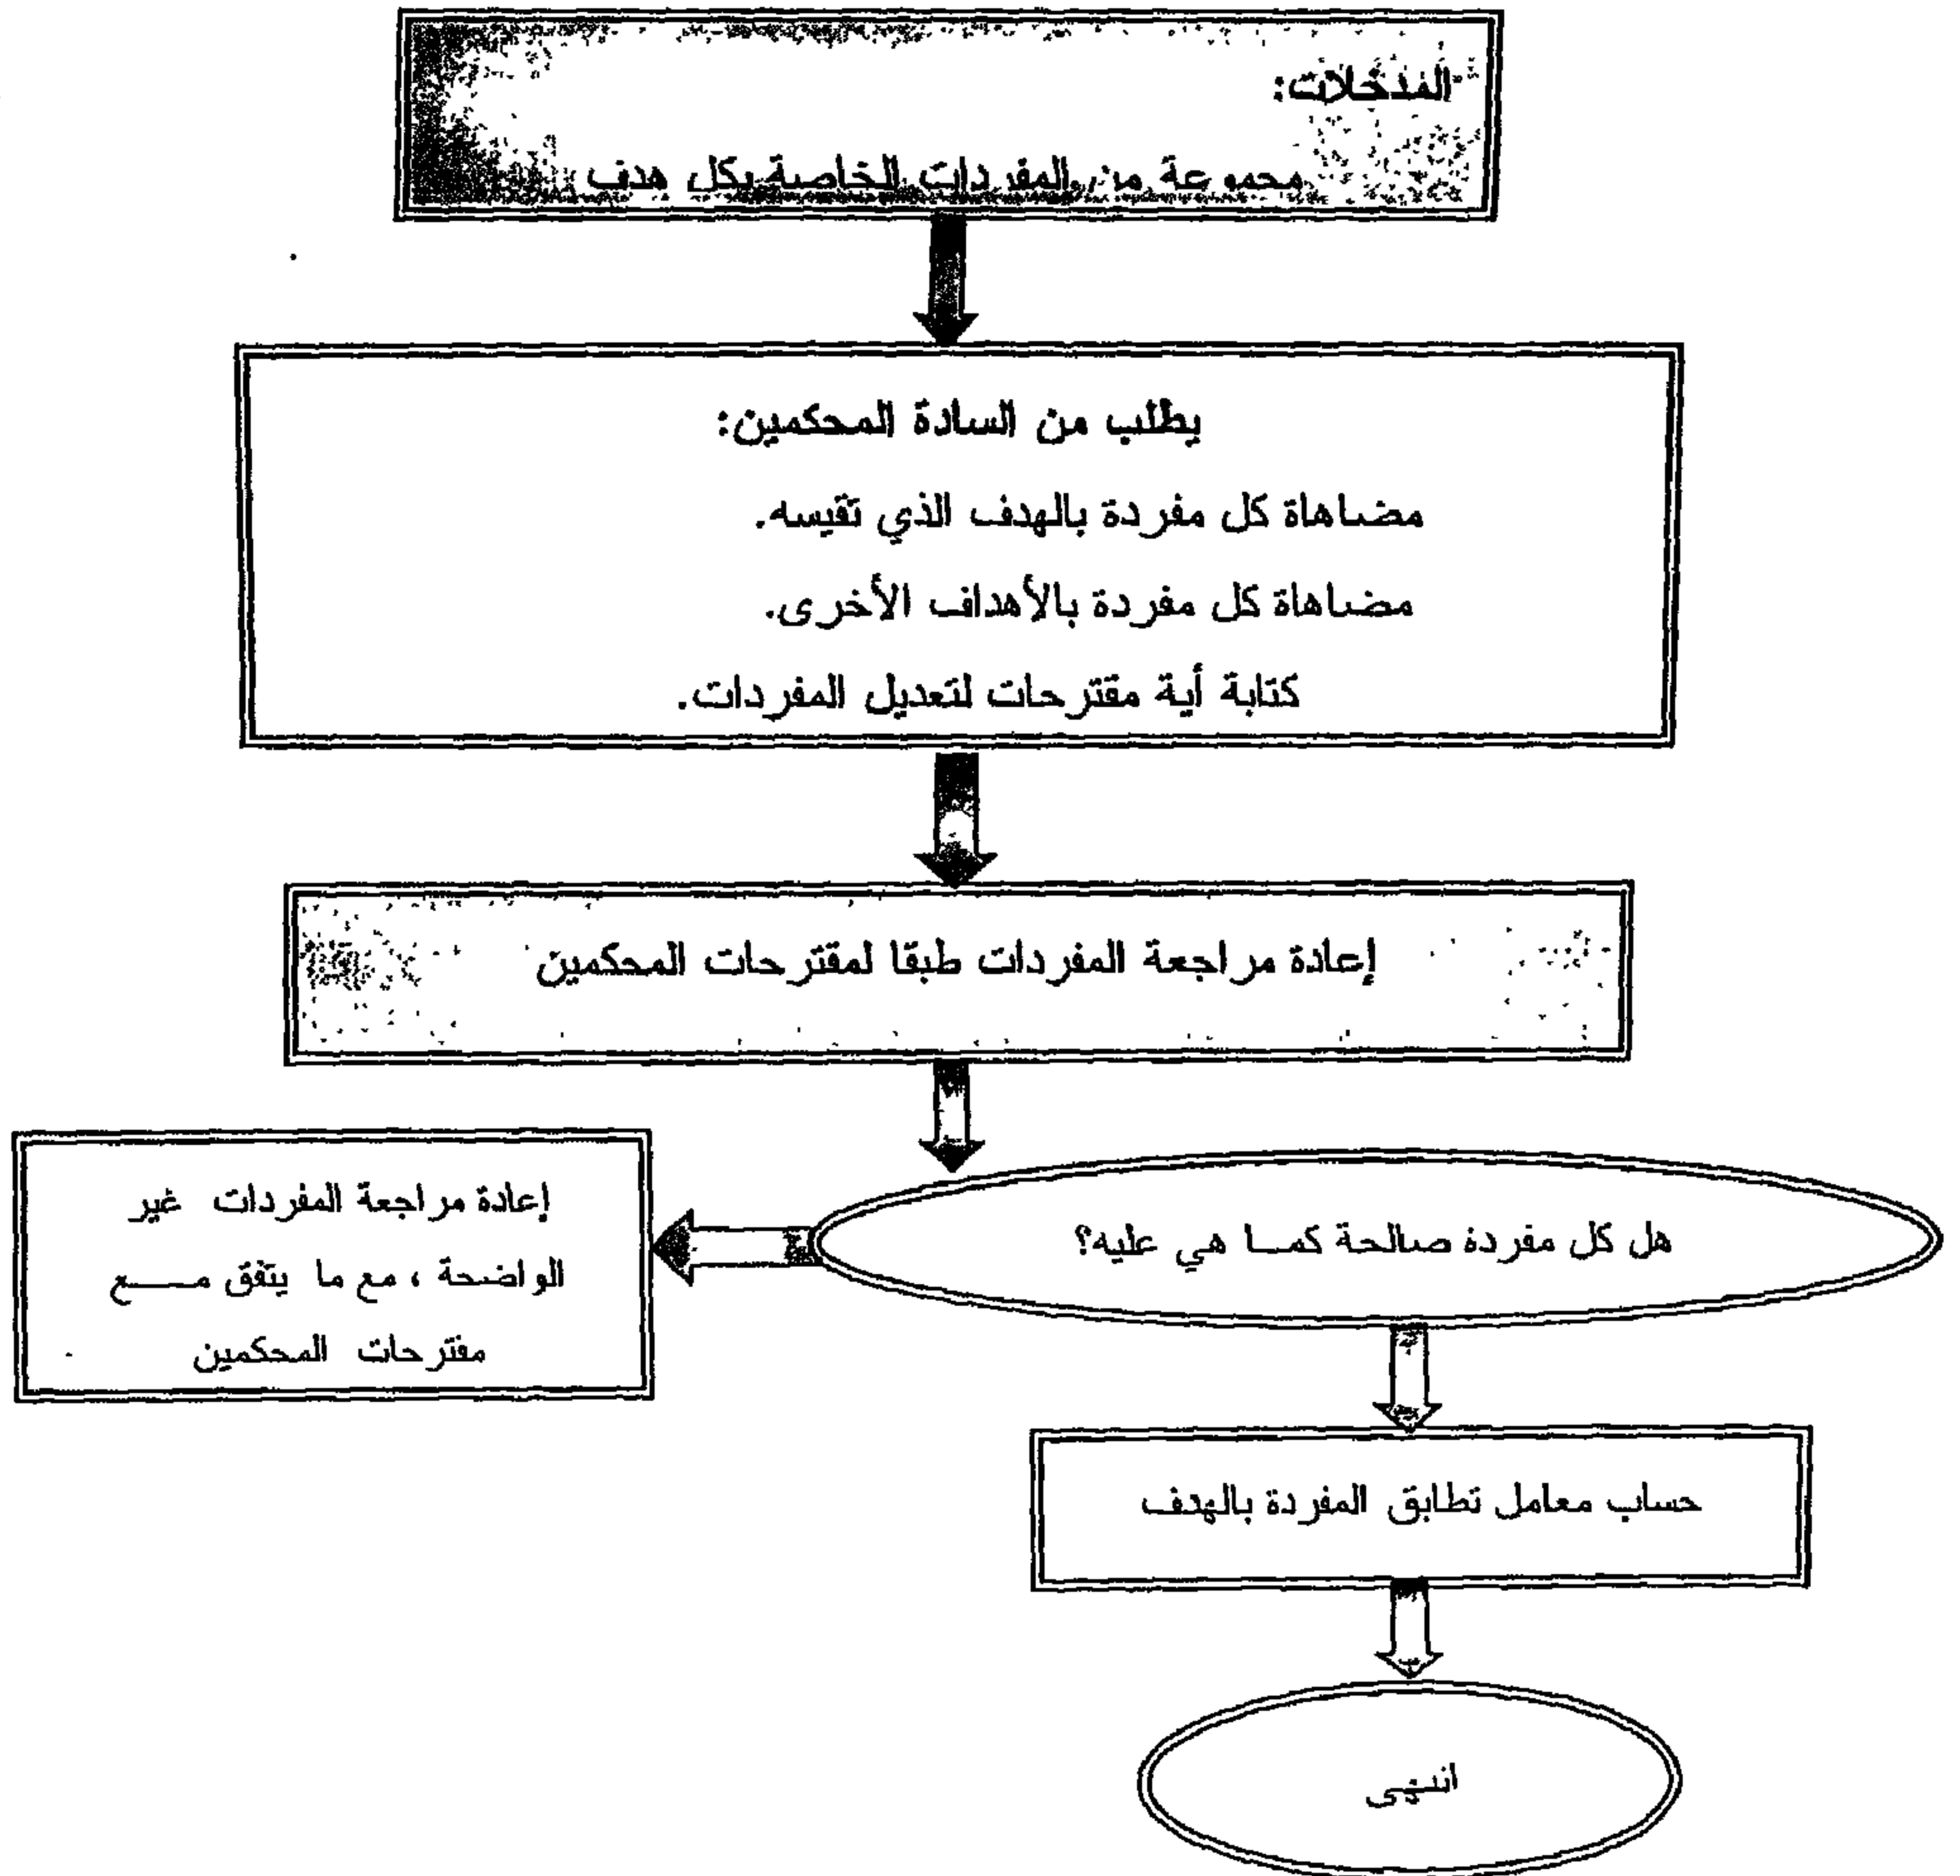 المدخلات:
مجموعة من المفردات الخاصة بكل هدف
يطلب من السادة المحكمين:
مضاهاة كل مفردة بالهدف الذي تقيسه.
مضاهاة كل مفردة بالأهداف الأخرى.
كتابة أية مقترحات لتعديل المفردات.
إعادة مراجعة المفردات طبقا لمقترحات المحكمين
هل كل مفردة صالحة كما هي عليه؟
إعادة مراجعة المفردات غير
الواضحة ، مع ما يتفق مع
مقترحات المحكمين
حساب معامل تطابق المفردة بالهدف
انتهى